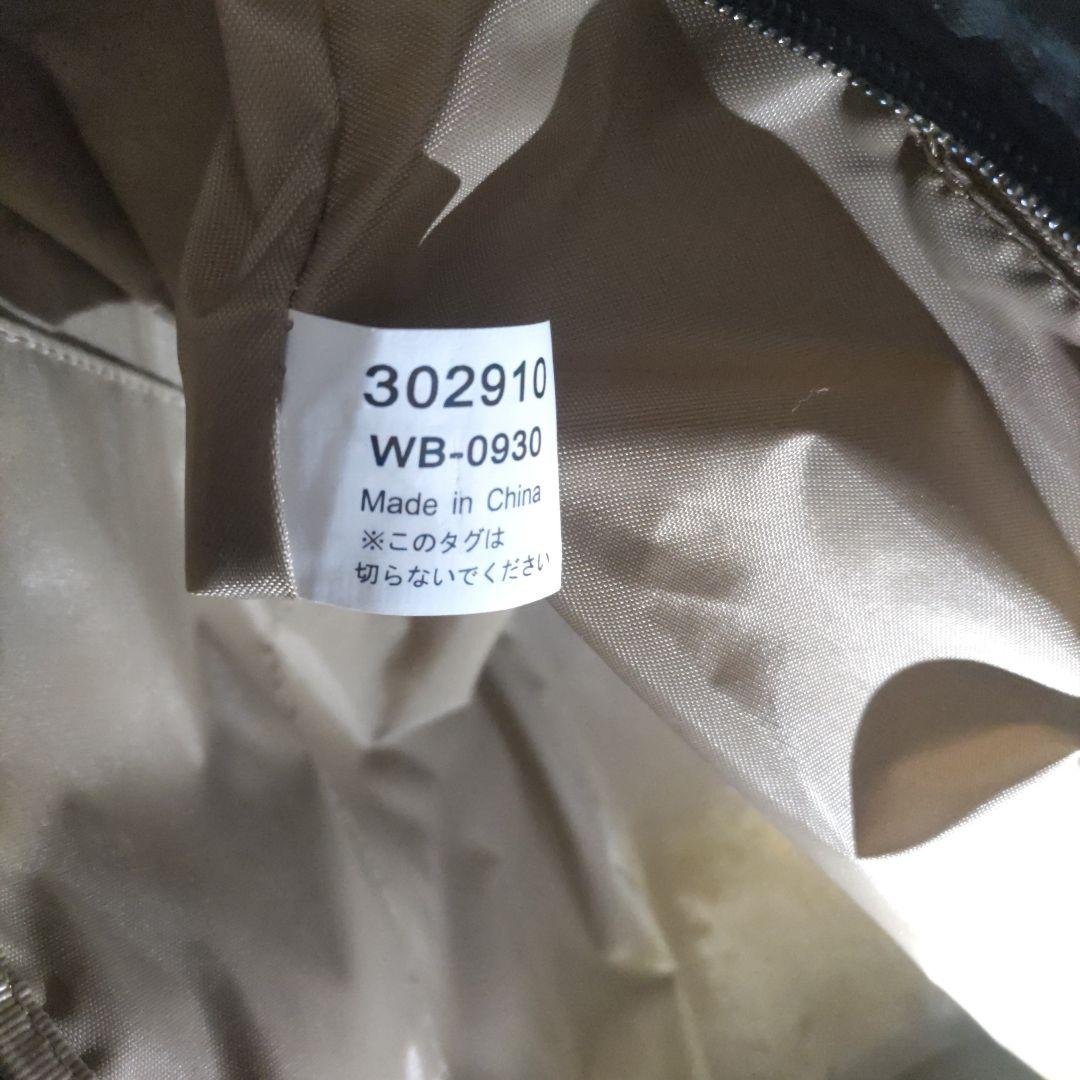 302910
WB-0930
Made in China
※このタグは
切らないでください